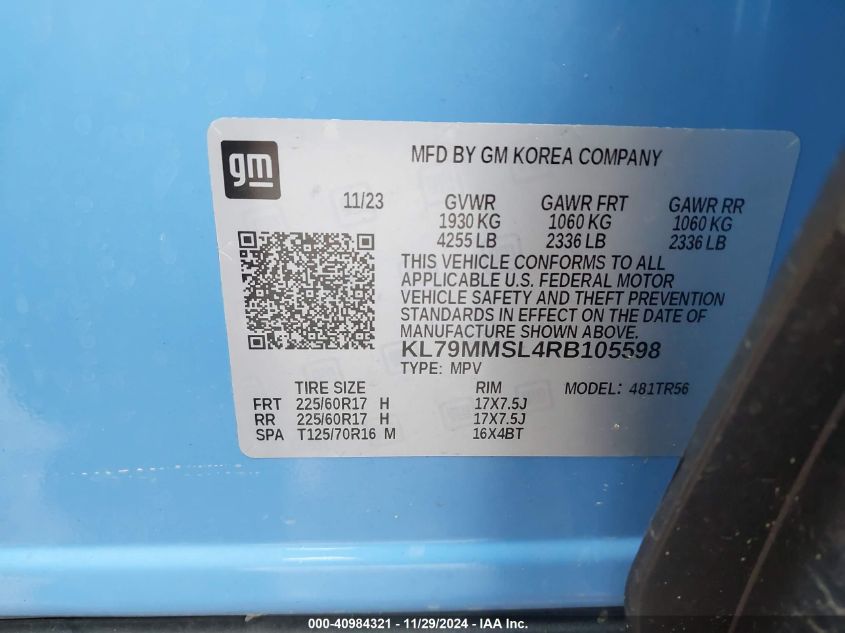 gm
MFD BY GM KOREA COMPANY
11/23 GVWR GAWR FRT GAWR RR
1930 KG 1060 KG 1060 KG
4255 LB 2336 LB 2336 LB
THIS VEHICLE CONFORMS TO ALL
APPLICABLE U.S. FEDERAL MOTOR
VEHICLE SAFETY AND THEFT PREVENTION
STANDARDS IN EFFECT ON THE DATE OF
MANUFACTURE SHOWN ABOVE.
KL79MMSL4RB105598
TYPE: MPV
TIRE SIZE RIM MODEL: 481TR56
FRT 225/60R17 H 17X7.5J
RR 225/60R17 H 17X7.5J
SPA T125/70R16 M 16X4BT
000-40984321 - 11/29/2024 - IAA Inc.